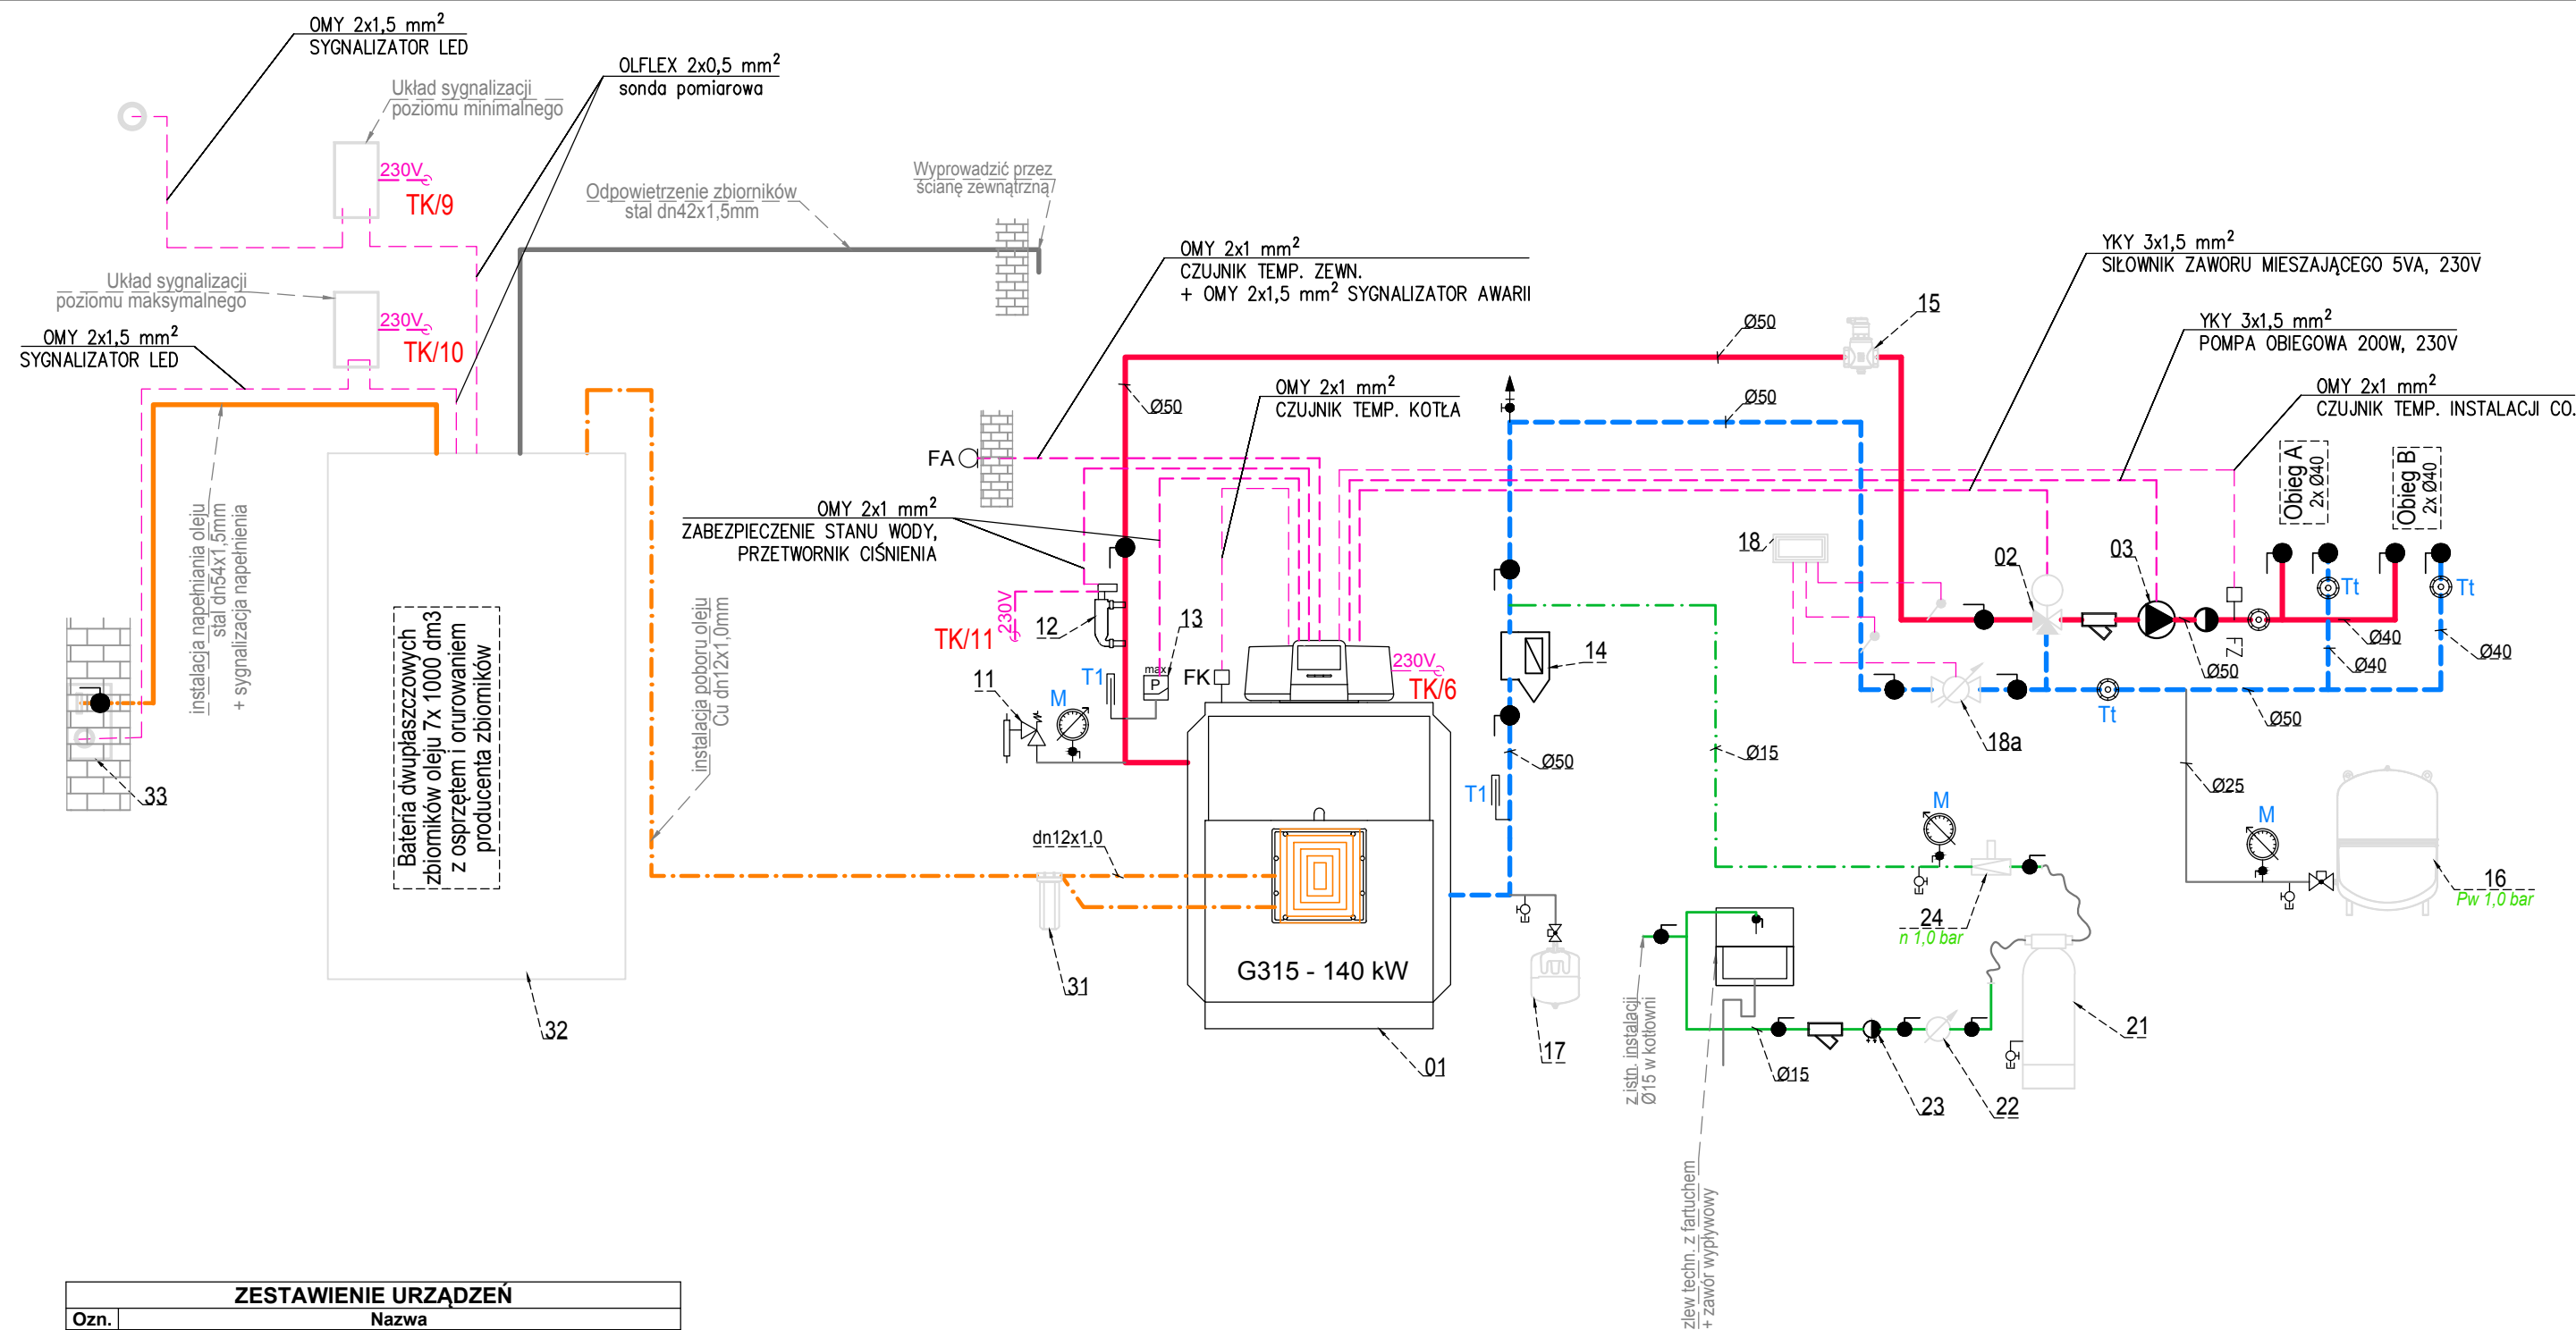 OMY 2x1,5 mm²
SYGNALIZATOR LED
OLFLEX 2x0,5 mm²
sonda pomiarowa
Układ sygnalizacji
poziomu minimalnego
230V
TK/9
Odpowietrzenie zbiorników
stal dn42x1,5mm
Wyprowadzić przez
ścianę zewnątrzną
Układ sygnalizacji
poziomu maksymalnego
230V
TK/10
OMY 2x1,5 mm²
SYGNALIZATOR LED
OMY 2x1 mm²
CZUJNIK TEMP. ZEWN.
+ OMY 2x1,5 mm² SYGNALIZATOR AWARII
YKY 3x1,5 mm²
SIŁOWNIK ZAWORU MIESZAJĄCEGO 5VA, 230V
15
Ø50
YKY 3x1,5 mm²
POMPA OBIEGOWA 200W, 230V
OMY 2x1 mm²
CZUJNIK TEMP. KOTŁA
Ø50
Ø50
OMY 2x1 mm²
CZUJNIK TEMP. INSTALACJI CO.
FA
Obieg A
2x Ø40
Obieg B
2x Ø40
OMY 2x1 mm²
ZABEZPIECZENIE STANU WODY,
PRZETWORNIK CIŚNIENIA
instalacja napełniania oleju
stal dn54x1,5mm
+ sygnalizacja napełnienia
18
02
03
Tt
Tt
FZ
Ø40
Ø40
Ø40
Ø50
Ø50
Tt
18a
230V
TK/11
12
13
max
P
T1
FK
230V
TK/6
14
11
M
instalacja poboru oleju
Cu dn12x1,0mm
Bateria dwupłaszczowych
zbiorników oleju 7x 1000 dm3
z osprzętem i orurowaniem
producenta zbiorników
33
Ø50
T1
Ø15
Ø25
M
M
dn12x1,0
16
Pw 1,0 bar
24
n 1,0 bar
G315 - 140 kW
31
32
17
01
z istn. instalacji
Ø15 w kotłowni
21
Ø15
23
22
zlew techn. z fartuchem
+ zawór wypływowy
ZESTAWIENIE URZĄDZEŃ
Ozn.
Nazwa